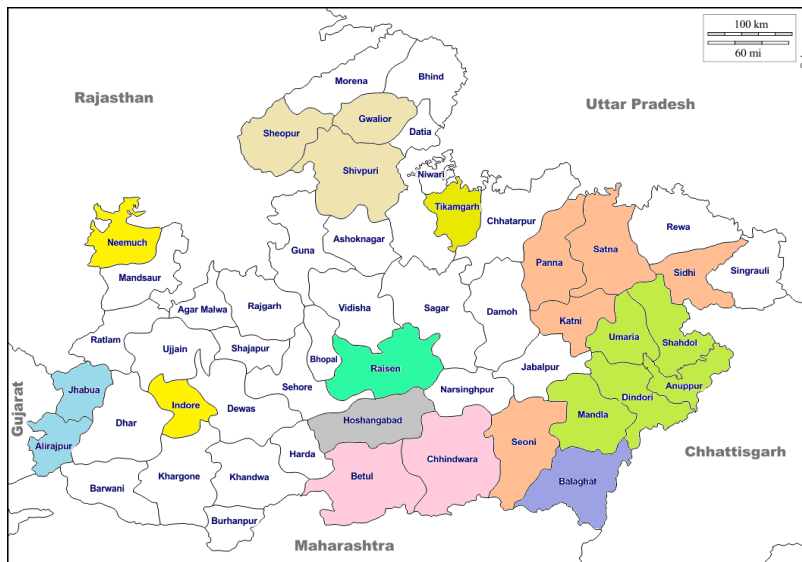 100 km
60 mi
Rajasthan
Uttar Pradesh
Morena
Bhind
Gwalior
Sheopur
Datia
Shivpuri
Niwari
Tikamgarh
Chhatarpur
Rewa
Neemuch
Guna
Ashoknagar
Panna
Satna
Sidhi
Singrauli
Mandsaur
Agar Malwa
Rajgarh
Vidisha
Sagar
Damoh
Katni
Umaria
Shahdol
Ratlam
Ujjain
Shajapur
Bhopal
Raisen
Jabalpur
Gujarat
Jhabua
Indore
Dewas
Sehore
Narsinghpur
Anuppur
Dindori
Mandla
Dhar
Hoshangabad
Seoni
Alirajpur
Harda
Chhindwara
Chhattisgarh
Barwani
Khargone
Khandwa
Betul
Balaghat
Burhanpur
Maharashtra